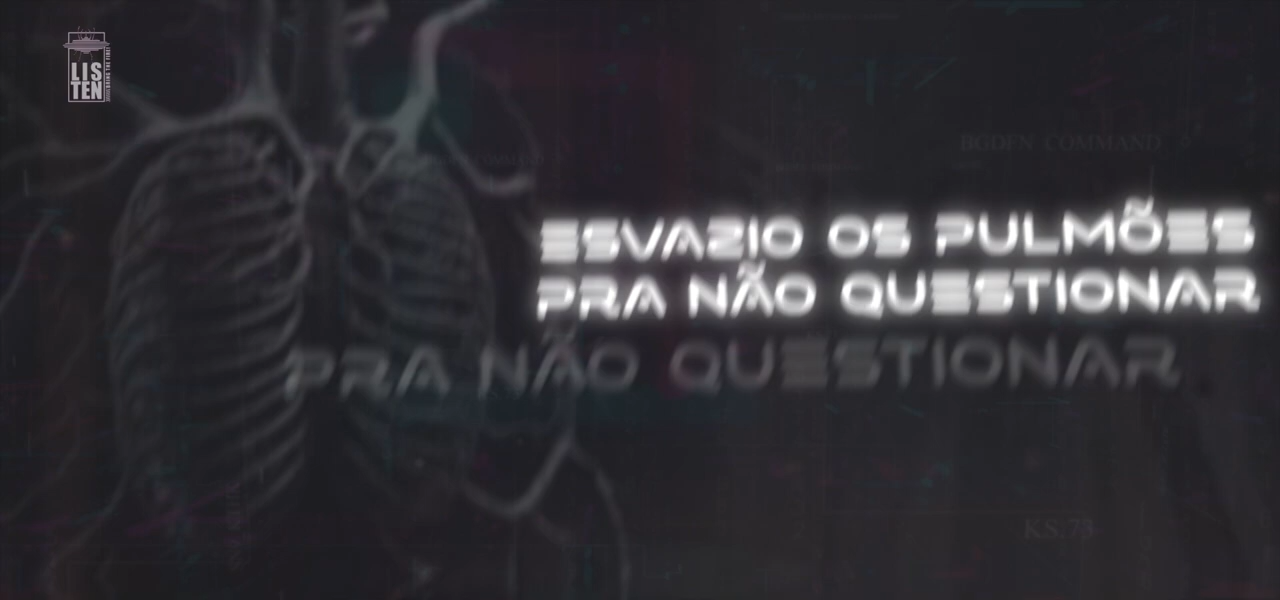 LIS
TEN
BGDEN COMMAND
ESVAZIO OS PULMÕES
PRA NÃO QUESTIONAR
PRA NÃO QUESTIONAR
KS.73